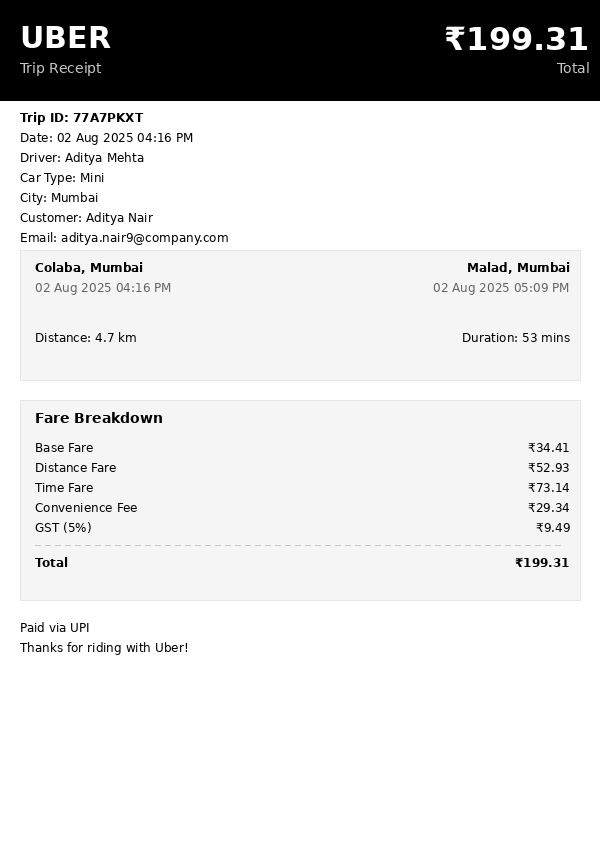 UBER ₹199.31
Trip Receipt Total
Trip ID: 77A7PKXT
Date: 02 Aug 2025 04:16 PM
Driver: Aditya Mehta
Car Type: Mini
City: Mumbai
Customer: Aditya Nair
Email: aditya.nair9@company.com
Colaba, Mumbai Malad, Mumbai
02 Aug 2025 04:16 PM 02 Aug 2025 05:09 PM
Distance: 4.7 km Duration: 53 mins
Fare Breakdown
Base Fare ₹34.41
Distance Fare ₹52.93
Time Fare ₹73.14
Convenience Fee ₹29.34
GST (5%) ₹9.49
Total ₹199.31
Paid via UPI
Thanks for riding with Uber!